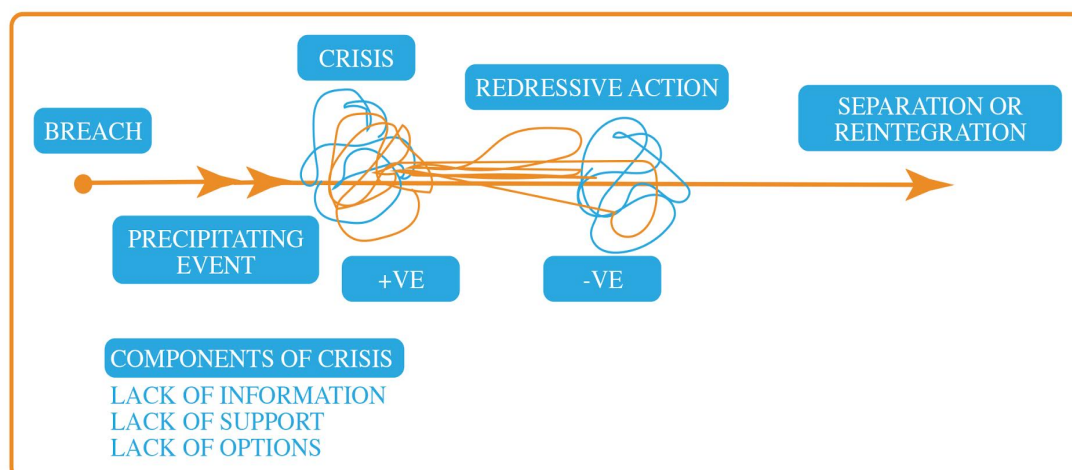 CRISIS
REDRESSIVE ACTION
BREACH
SEPARATION OR
REINTEGRATION
PRECIPITATING
EVENT
+VE
-VE
COMPONENTS OF CRISIS
LACK OF INFORMATION
LACK OF SUPPORT
LACK OF OPTIONS